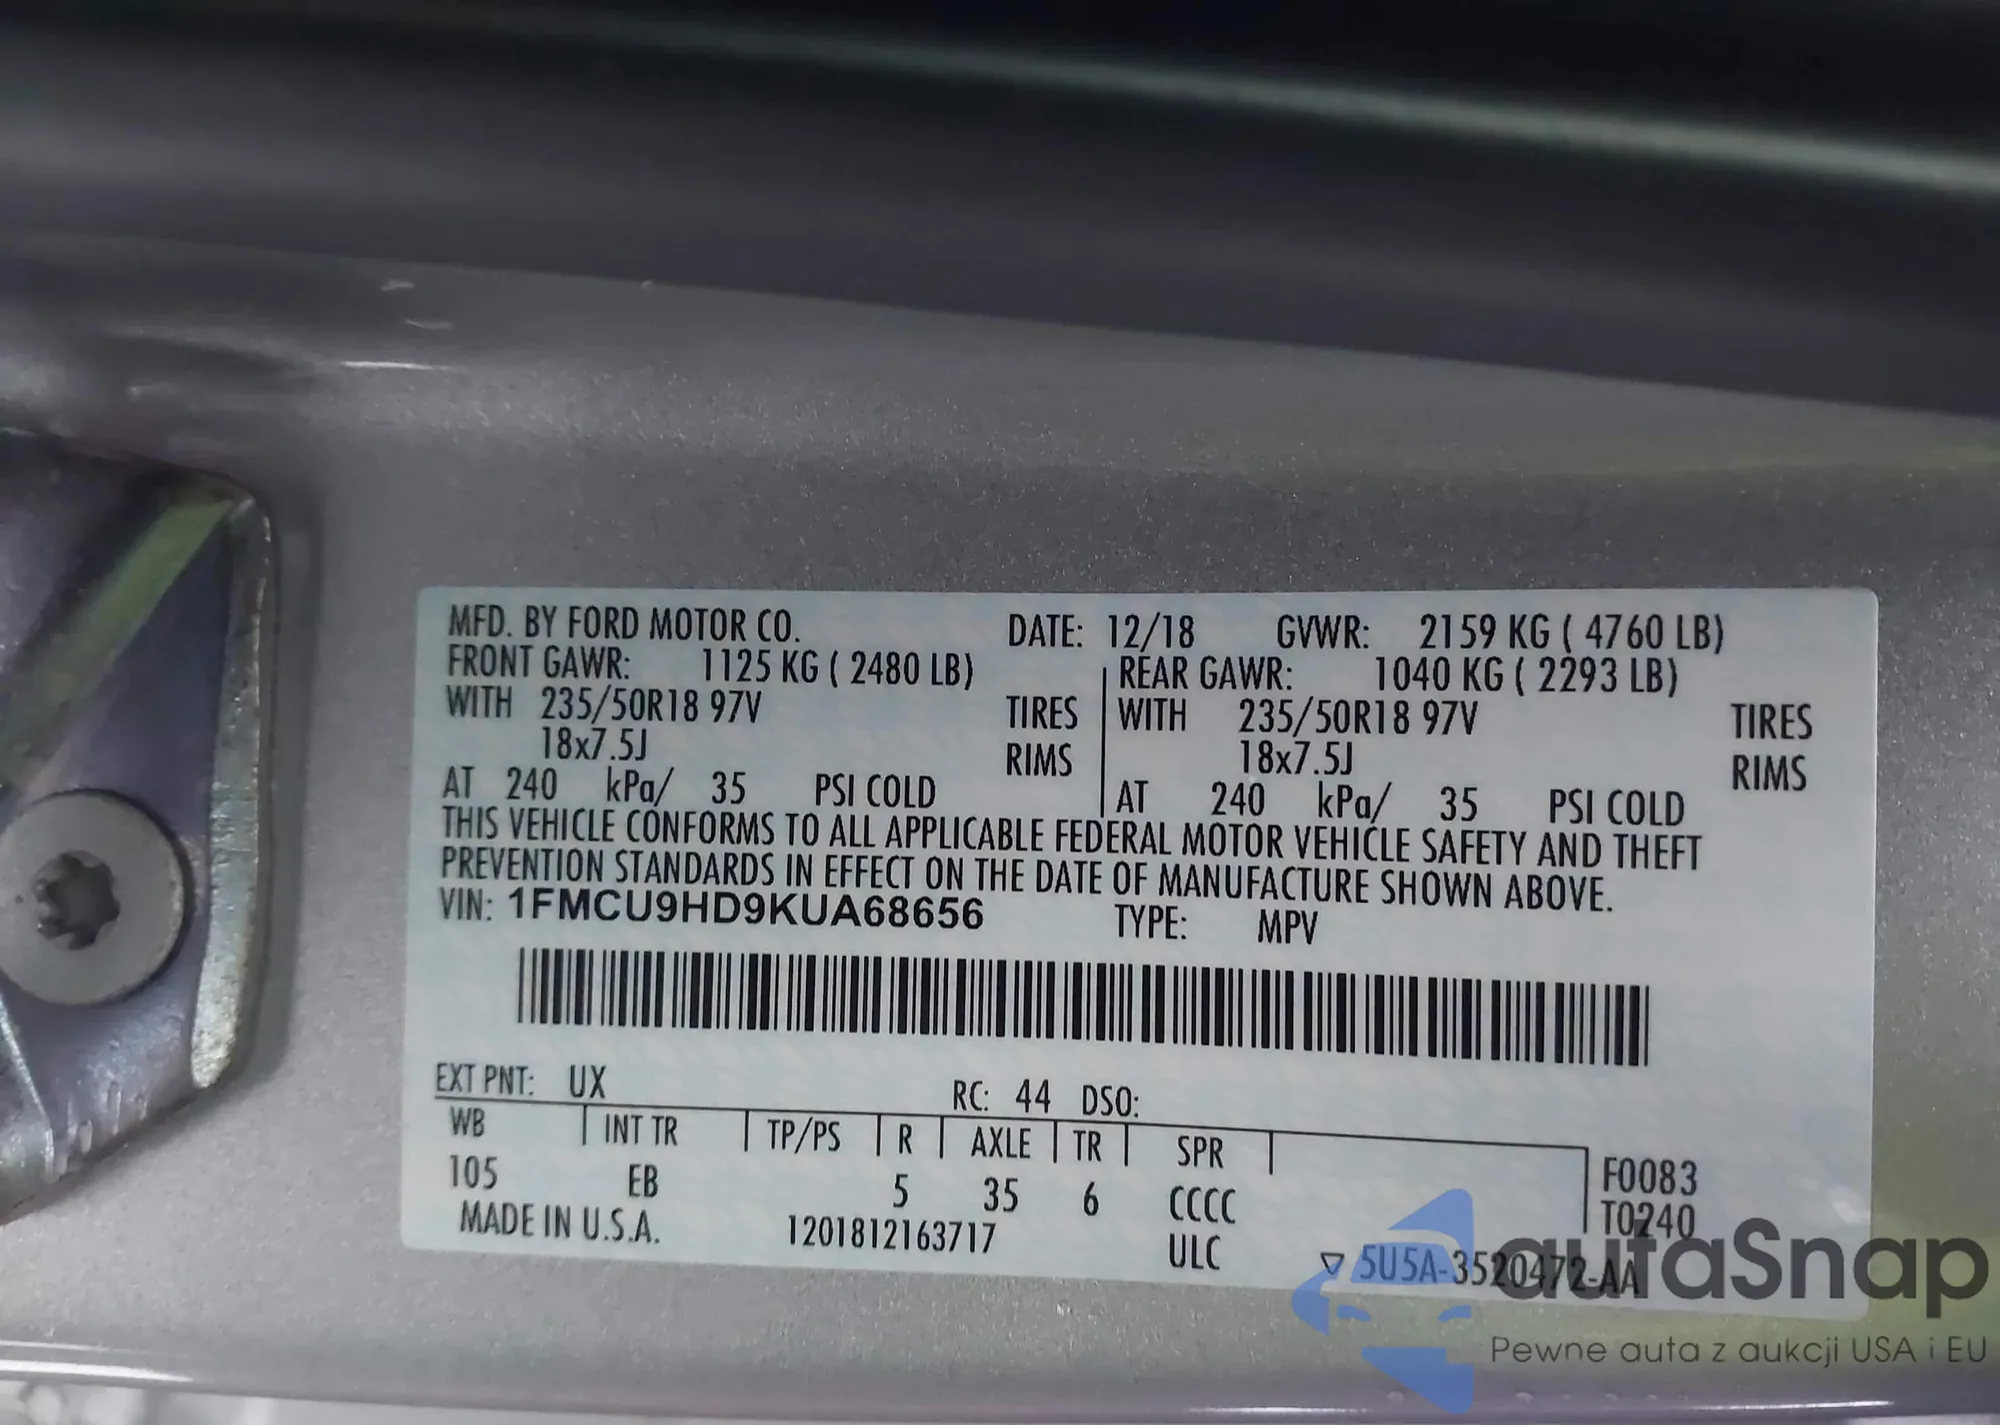 MFD. BY FORD MOTOR CO. DATE: 12/18 GVWR: 2159 KG ( 4760 LB)
FRONT GAWR: 1125 KG ( 2480 LB) REAR GAWR: 1040 KG ( 2293 LB)
WITH 235/50R18 97V TIRES WITH 235/50R18 97V TIRES
18x7.5J RIMS 18x7.5J RIMS
AT 240 kPa/ 35 PSI COLD AT 240 kPa/ 35 PSI COLD
THIS VEHICLE CONFORMS TO ALL APPLICABLE FEDERAL MOTOR VEHICLE SAFETY AND THEFT
PREVENTION STANDARDS IN EFFECT ON THE DATE OF MANUFACTURE SHOWN ABOVE.
VIN: 1FMCU9HD9KUA68656 TYPE: MPV
EXT PNT: UX RC: 44 DSO:
WB INT TR TP/PS R AXLE TR SPR
105 EB 5 35 6 CCCC F0083
MADE IN U.S.A. 1201812163717 ULC T0240
▽ 5U5A-3520472-AA
autaSnap
Pewne auta z aukcji USA i EU